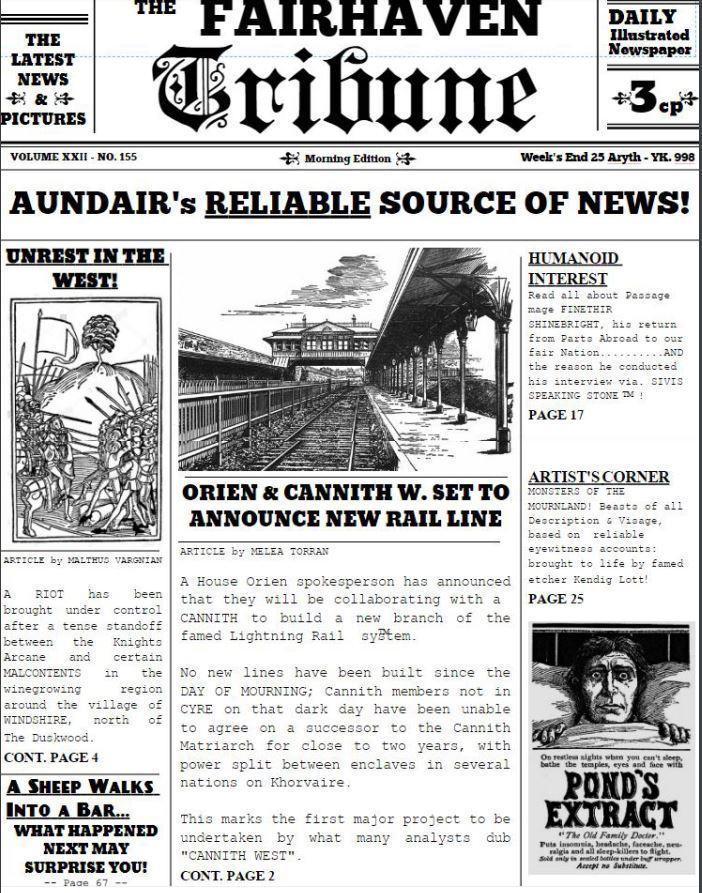 THE FAIRHAVEN
Tribune
THE
LATEST
NEWS
&
PICTURES
DAILY
Illustrated
Newspaper
3 cp
VOLUME XXII - NO. 155
Morning Edition
Week's End 25 Aryth - YK. 998
AUNDAIR's RELIABLE SOURCE OF NEWS!
UNREST IN THE
WEST!
ARTICLE by MALTHUS VARGNIAN
A RIOT has been
brought under control
after a tense standoff
between the Knights
Arcane and certain
MALCONTENTS in the
winegrowing region
around the village of
WINDSHIRE, north of
The Duskwood.
CONT. PAGE 4
A SHEEP WALKS
INTO A BAR...
WHAT HAPPENED
NEXT MAY
SURPRISE YOU!
-- Page 67 --
ORIEN & CANNITH W. SET TO
ANNOUNCE NEW RAIL LINE
ARTICLE by MELEA TORRAN
A House Orien spokesperson has announced
that they will be collaborating with a
CANNITH to build a new branch of the
famed Lightning Rail system.™
No new lines have been built since the
DAY OF MOURNING; Cannith members not in
CYRE on that dark day have been unable
to agree on a successor to the Cannith
Matriarch for close to two years, with
power split between enclaves in several
nations on Khorvaire.
This marks the first major project to be
undertaken by what many analysts dub
"CANNITH WEST".
CONT. PAGE 2
HUMANOID
INTEREST
Read all about Passage
mage FINETHIR
SHINEBRIGHT, his return
from Parts Abroad to our
fair Nation..........AND
the reason he conducted
his interview via. SIVIS
SPEAKING STONE ™ !
PAGE 17
ARTIST'S CORNER
MONSTERS OF THE
MOURNLAND! Beasts of all
Description & Visage,
based on reliable
eyewitness accounts:
brought to life by famed
etcher Kendig Lott!
PAGE 25
On restless nights when you can't sleep,
bathe the temples, eyes and face with
POND'S
EXTRACT
"The Old Family Doctor."
Puts insomnia, headache, faceache, neu-
ralgia and all sleep-killers to flight.
Sold only in sealed bottles under buff wrapper.
Accept no Substitute.